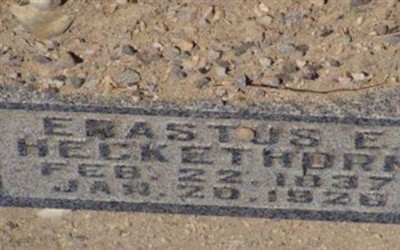 ERASTUS E.
HECKETHORN
FEB. 22. 1837
JAN. 20. 1920